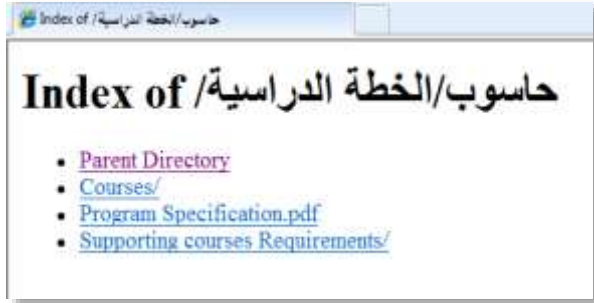 Index of /حاسوب/الخطة الدراسية
Index of /حاسوب/الخطة الدراسية
Parent Directory
Courses/
Program Specification.pdf
Supporting courses Requirements/